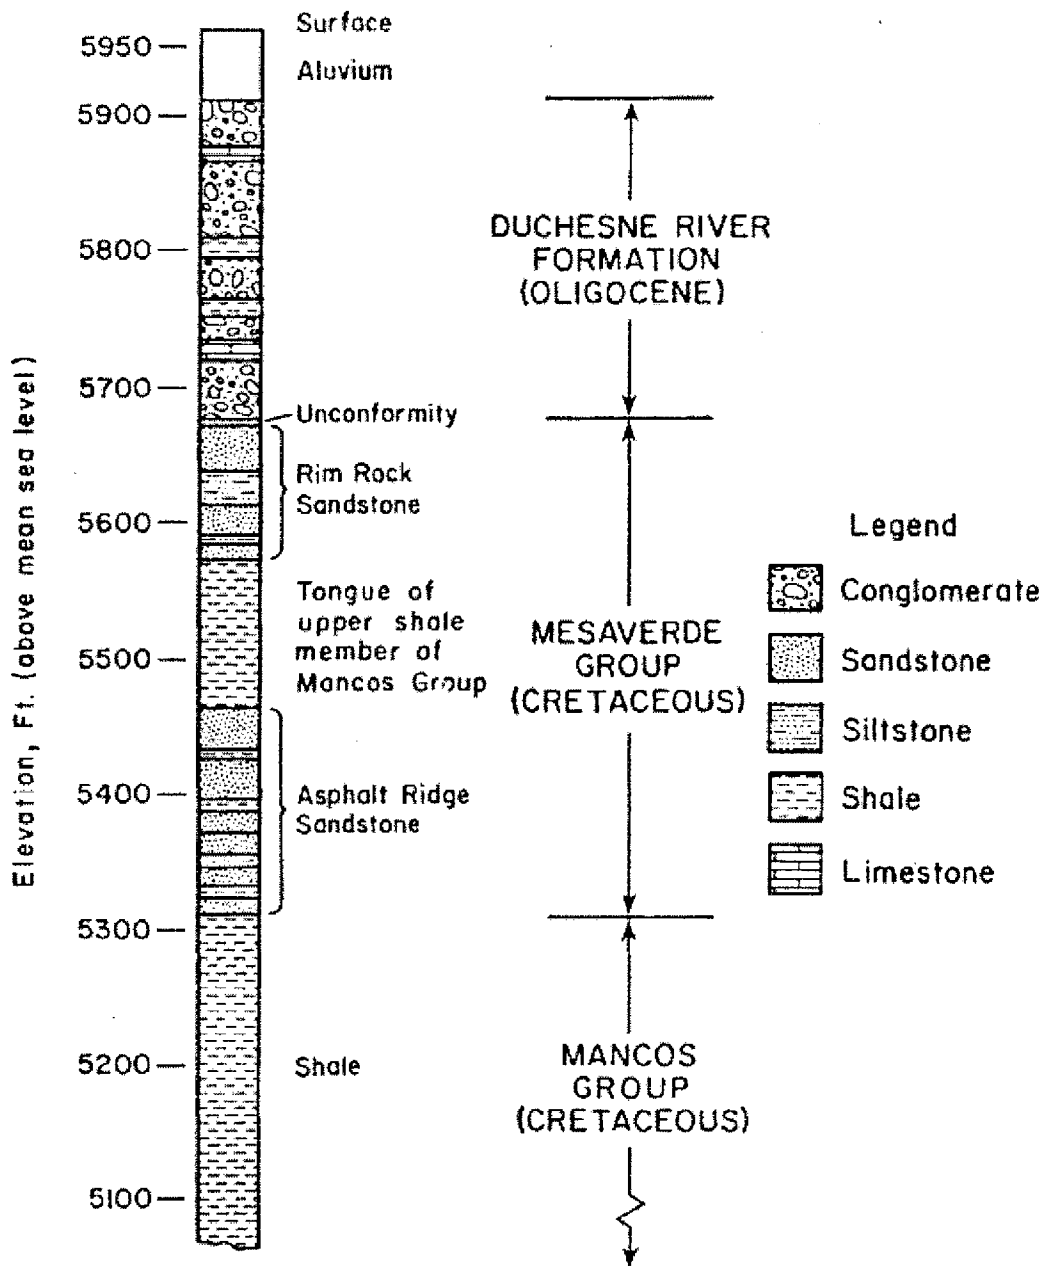 Surface
5950
Aluvium
5900
5800
DUCHESNE RIVER
FORMATION
(OLIGOCENE)
5700
Unconformity
Rim Rock
Sandstone
5600
Tongue of
upper shale
member of
Mancos Group
5500
MESAVERDE
GROUP
(CRETACEOUS)
5400
Asphalt Ridge
Sandstone
5300
5200
Shale
MANCOS
GROUP
(CRETACEOUS)
5100
Elevation, Ft. (above mean sea level)
Legend
Conglomerate
Sandstone
Siltstone
Shale
Limestone